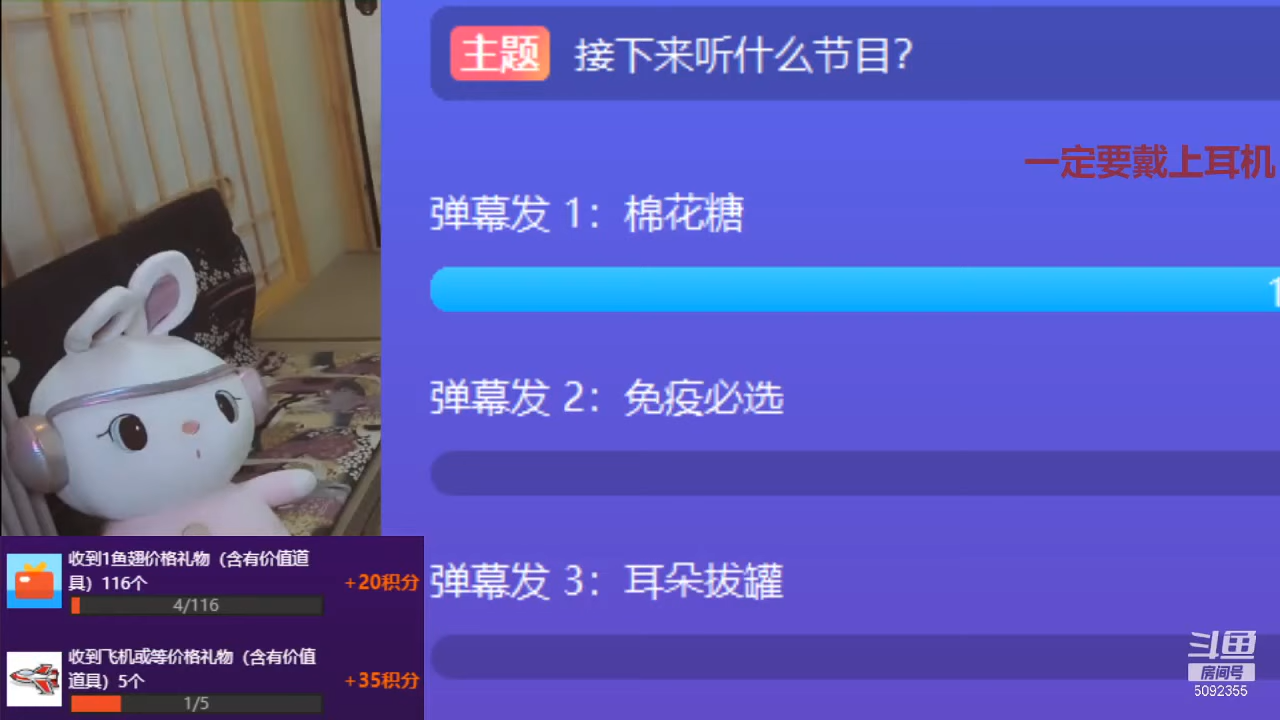 主题 接下来听什么节目?
一定要戴上耳机
弹幕发 1: 棉花糖
1
弹幕发 2: 免疫必选
弹幕发 3: 耳朵拔罐
收到1鱼翅价格礼物（含有价值道
具）116个
+20积分
4/116
收到飞机或等价格礼物（含有价值
道具）5个
+35积分
1/5
斗鱼
房间号
5092355